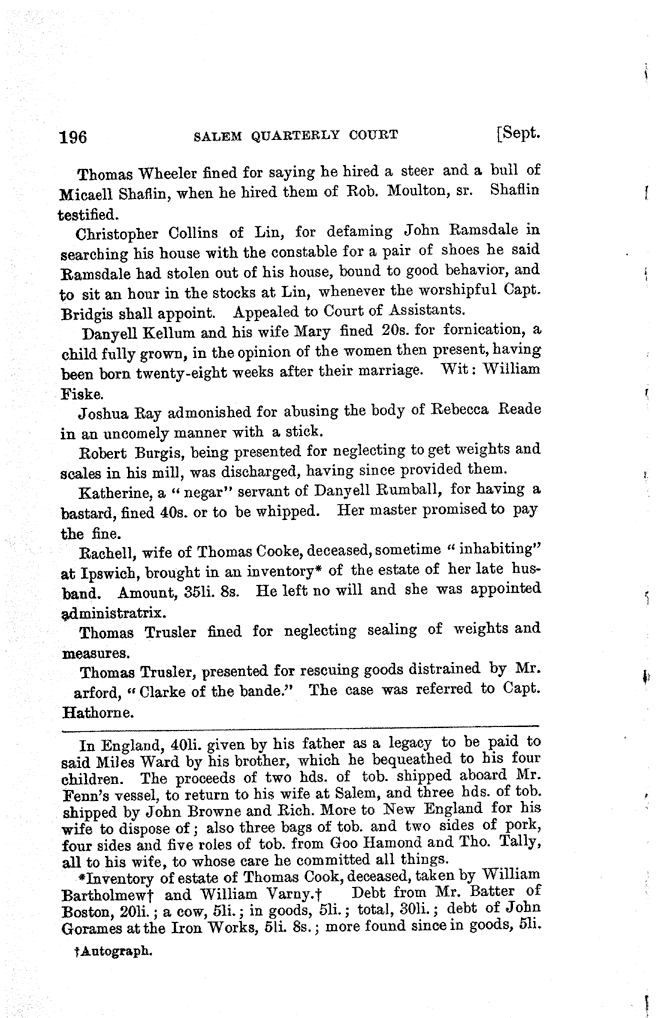 196 SALEM QUARTERLY COURT [Sept.
Thomas Wheeler fined for saying he hired a steer and a bull of
Micaell Shaflin, when he hired them of Rob. Moulton, sr. Shaflin
testified.
Christopher Collins of Lin, for defaming John Ramsdale in
searching his house with the constable for a pair of shoes he said
Ramsdale had stolen out of his house, bound to good behavior, and
to sit an hour in the stocks at Lin, whenever the worshipful Capt.
Bridgis shall appoint. Appealed to Court of Assistants.
Danyell Kellum and his wife Mary fined 20s. for fornication, a
child fully grown, in the opinion of the women then present, having
been born twenty-eight weeks after their marriage. Wit: William
Fiske.
Joshua Ray admonished for abusing the body of Rebecca Reade
in an uncomely manner with a stick.
Robert Burgis, being presented for neglecting to get weights and
scales in his mill, was discharged, having since provided them.
Katherine, a "negar" servant of Danyell Rumball, for having a
bastard, fined 40s. or to be whipped. Her master promised to pay
the fine.
Rachell, wife of Thomas Cooke, deceased, sometime "inhabiting"
at Ipswich, brought in an inventory* of the estate of her late hus-
band. Amount, 35li. 8s. He left no will and she was appointed
administratrix.
Thomas Trusler fined for neglecting sealing of weights and
measures.
Thomas Trusler, presented for rescuing goods distrained by Mr.
arford, "Clarke of the bande." The case was referred to Capt.
Hathorne.
In England, 40li. given by his father as a legacy to be paid to
said Miles Ward by his brother, which he bequeathed to his four
children. The proceeds of two hds. of tob. shipped aboard Mr.
Fenn's vessel, to return to his wife at Salem, and three hds. of tob.
shipped by John Browne and Rich. More to New England for his
wife to dispose of; also three bags of tob. and two sides of pork,
four sides and five roles of tob. from Goo Hamond and Tho. Tally,
all to his wife, to whose care he committed all things.
*Inventory of estate of Thomas Cook, deceased, taken by William
Bartholmew† and William Varny.† Debt from Mr. Batter of
Boston, 20li.; a cow, 5li.; in goods, 5li.; total, 30li.; debt of John
Gorames at the Iron Works, 5li. 8s.; more found since in goods, 5li.
†Autograph.